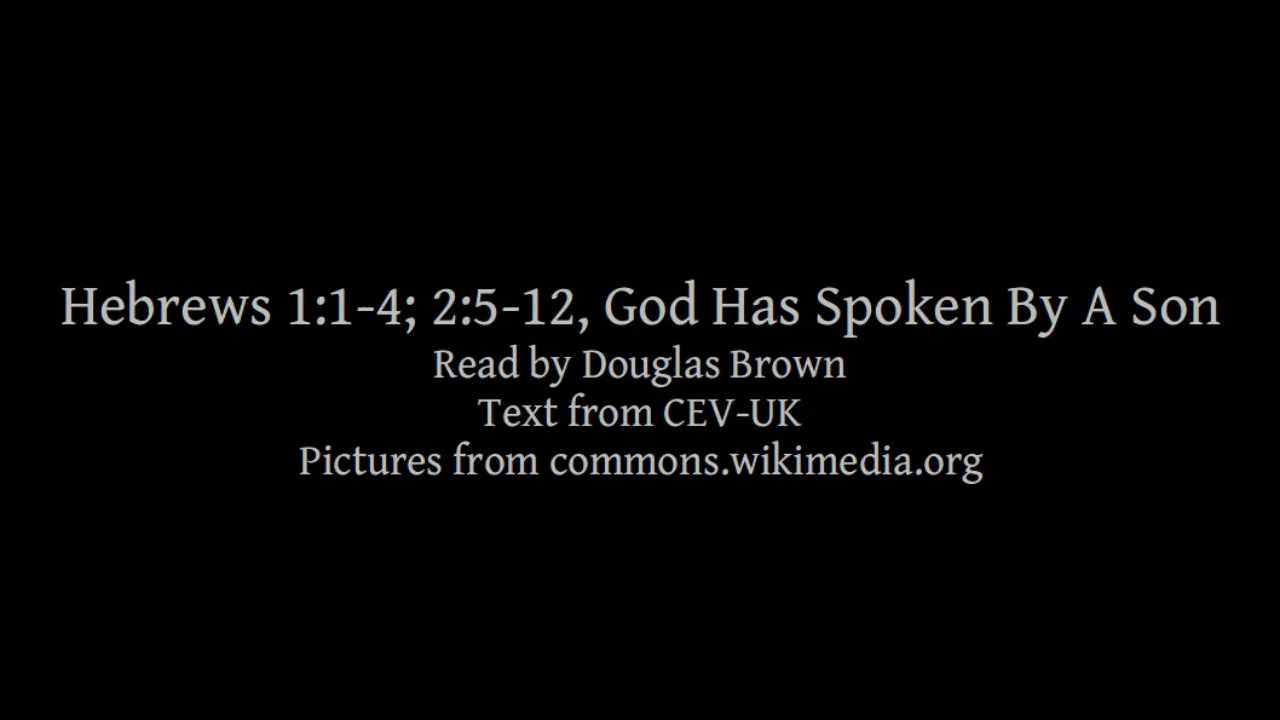 Hebrews 1:1-4; 2:5-12, God Has Spoken By A Son
Read by Douglas Brown
Text from CEV-UK
Pictures from commons.wikimedia.org